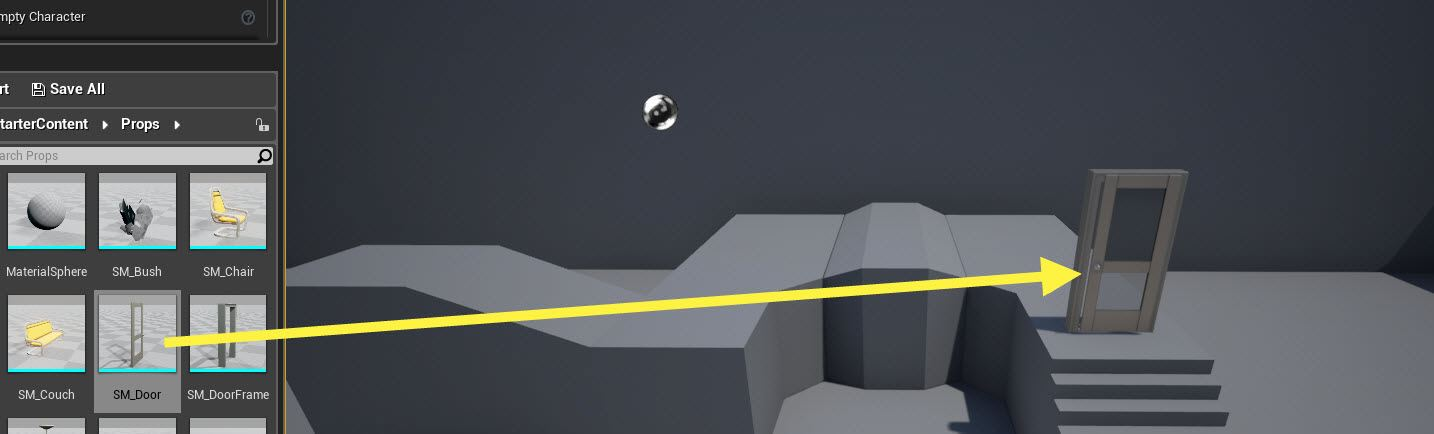 mpty Character
rt Save All
tarterContent Props
arch Props
MaterialSphere SM_Bush SM_Chair
SM_Couch SM_Door SM_DoorFrame